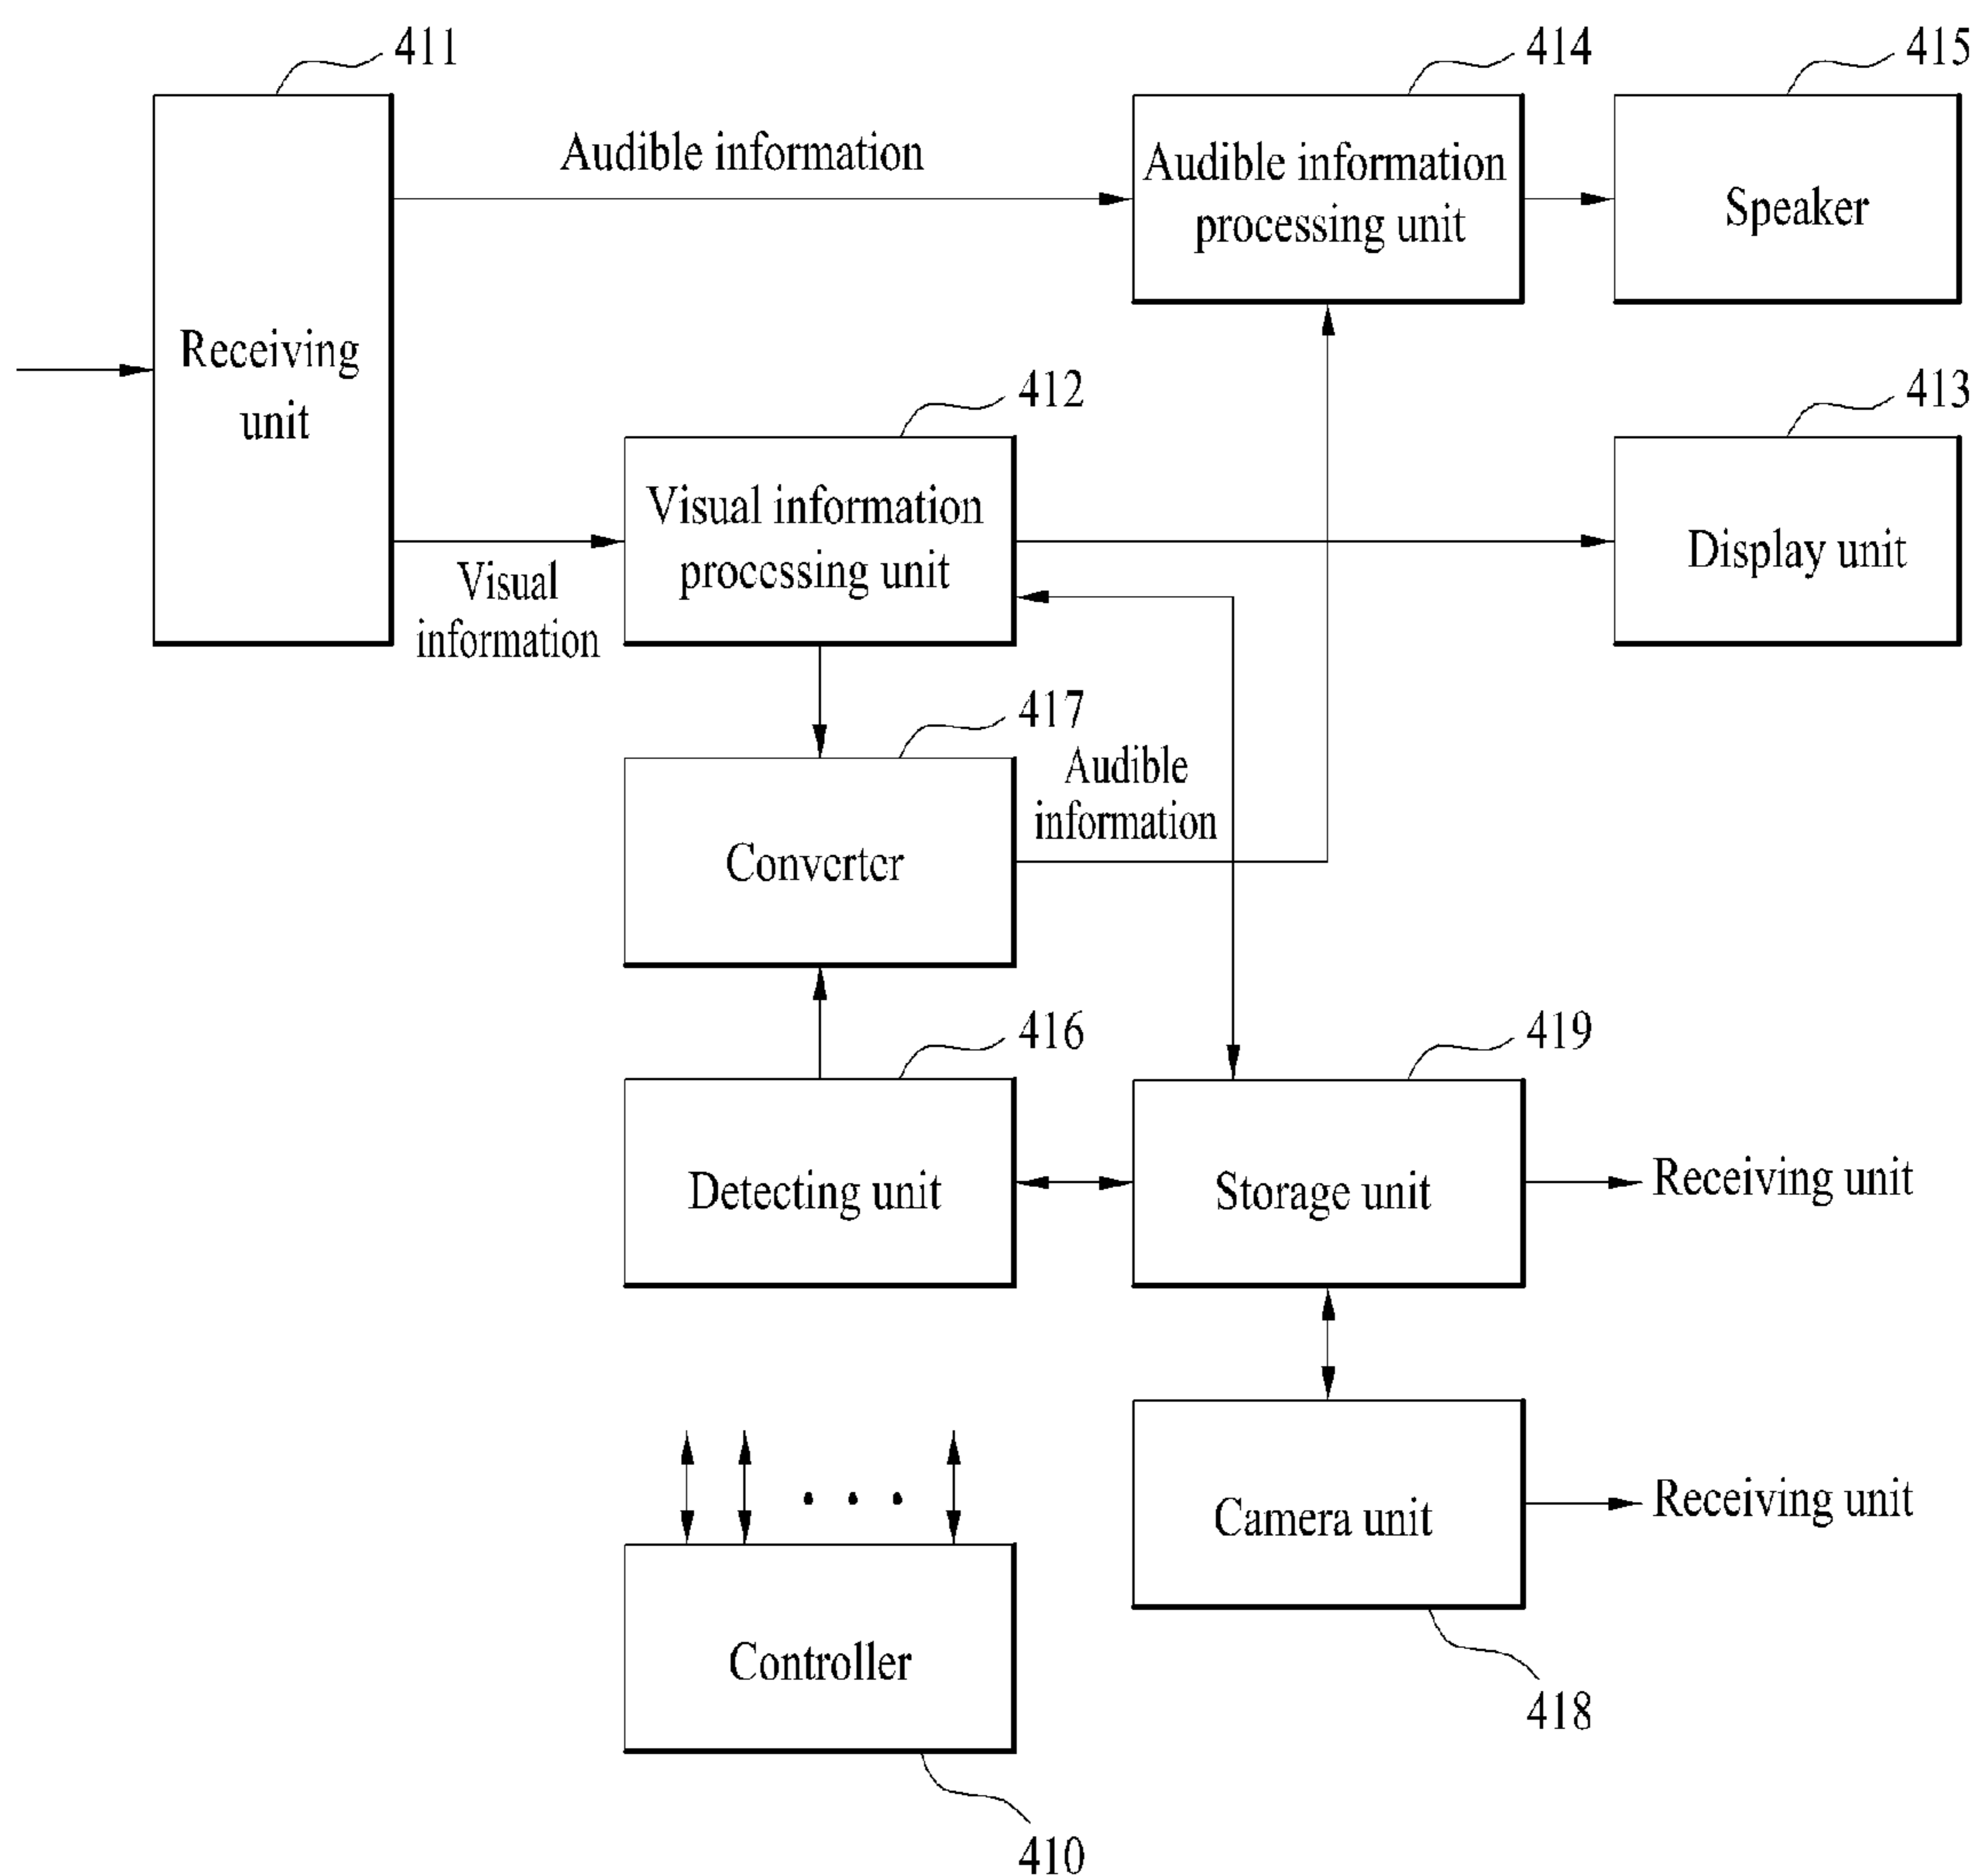 411
414
415
Audible information
Audible information
processing unit
Speaker
Receiving
unit
412
413
Visual information
processing unit
Display unit
Visual
information
417
Audible
information
Converter
416
419
Detecting unit
Storage unit
Receiving unit
Camera unit
Receiving unit
Controller
418
410